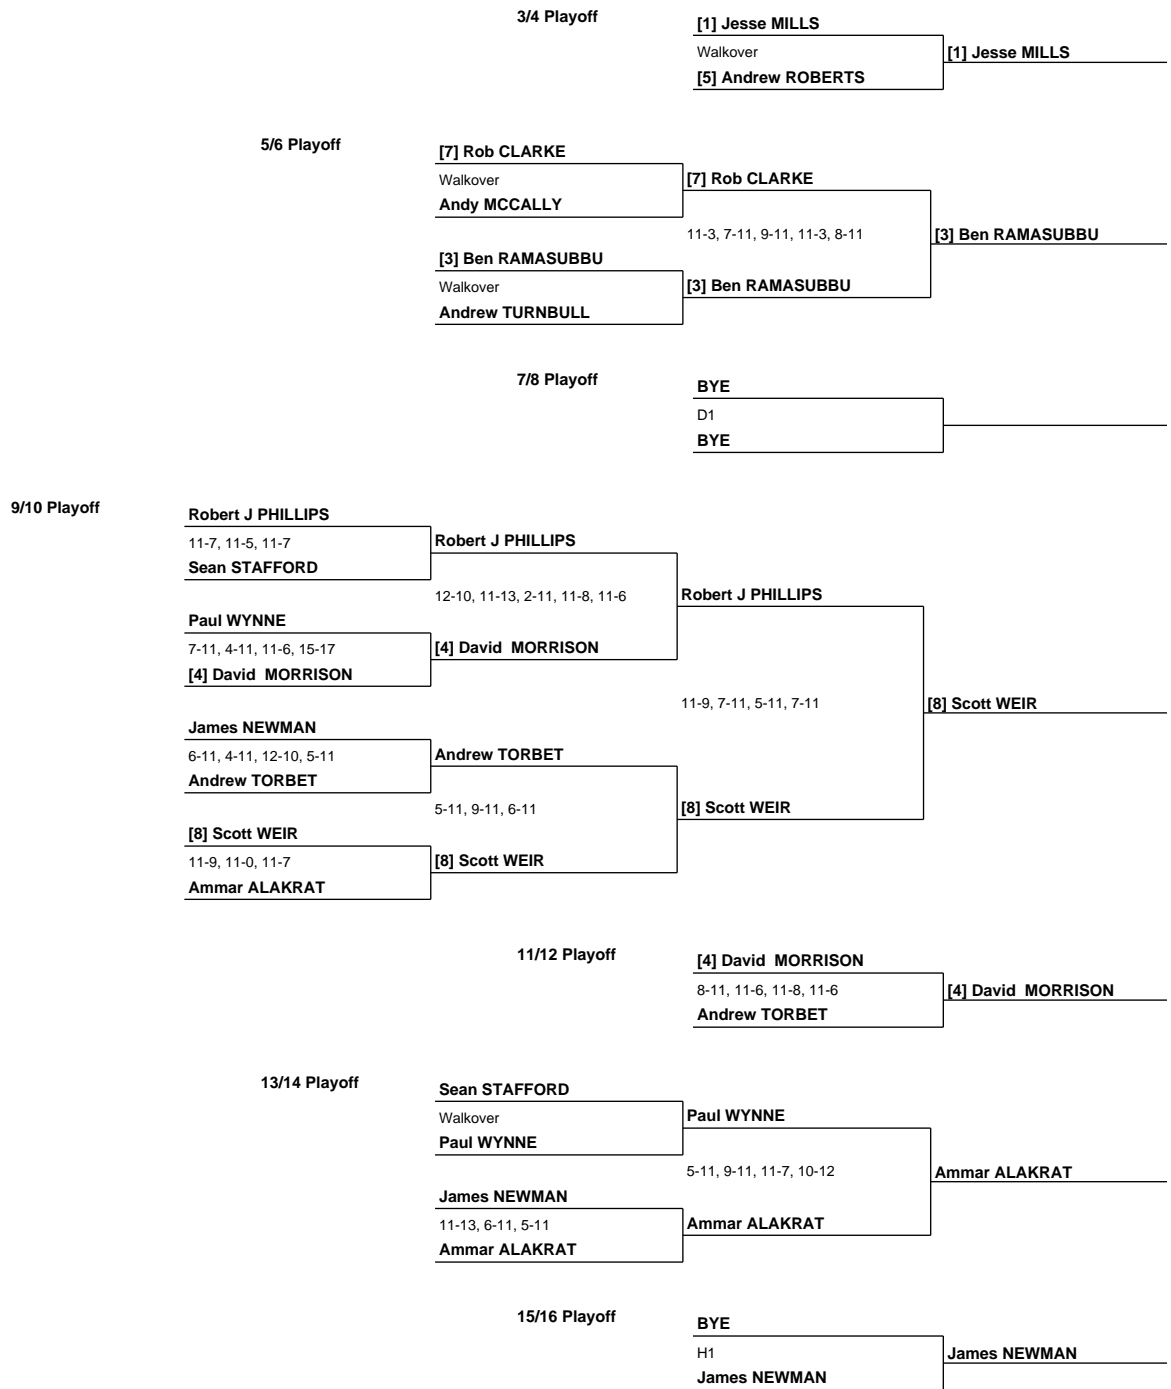 3/4 Playoff
[1] Jesse MILLS
Walkover
[1] Jesse MILLS
[5] Andrew ROBERTS
5/6 Playoff
[7] Rob CLARKE
Walkover
[7] Rob CLARKE
Andy MCCALLY
11-3, 7-11, 9-11, 11-3, 8-11
[3] Ben RAMASUBBU
[3] Ben RAMASUBBU
Walkover
[3] Ben RAMASUBBU
Andrew TURNBULL
7/8 Playoff
BYE
D1
BYE
9/10 Playoff
Robert J PHILLIPS
11-7, 11-5, 11-7
Robert J PHILLIPS
Sean STAFFORD
12-10, 11-13, 2-11, 11-8, 11-6
Robert J PHILLIPS
Paul WYNNE
7-11, 4-11, 11-6, 15-17
[4] David  MORRISON
[4] David  MORRISON
11-9, 7-11, 5-11, 7-11
[8] Scott WEIR
James NEWMAN
6-11, 4-11, 12-10, 5-11
Andrew TORBET
Andrew TORBET
5-11, 9-11, 6-11
[8] Scott WEIR
[8] Scott WEIR
11-9, 11-0, 11-7
[8] Scott WEIR
Ammar ALAKRAT
11/12 Playoff
[4] David  MORRISON
8-11, 11-6, 11-8, 11-6
[4] David  MORRISON
Andrew TORBET
13/14 Playoff
Sean STAFFORD
Walkover
Paul WYNNE
Paul WYNNE
5-11, 9-11, 11-7, 10-12
Ammar ALAKRAT
James NEWMAN
11-13, 6-11, 5-11
Ammar ALAKRAT
Ammar ALAKRAT
15/16 Playoff
BYE
H1
James NEWMAN
James NEWMAN